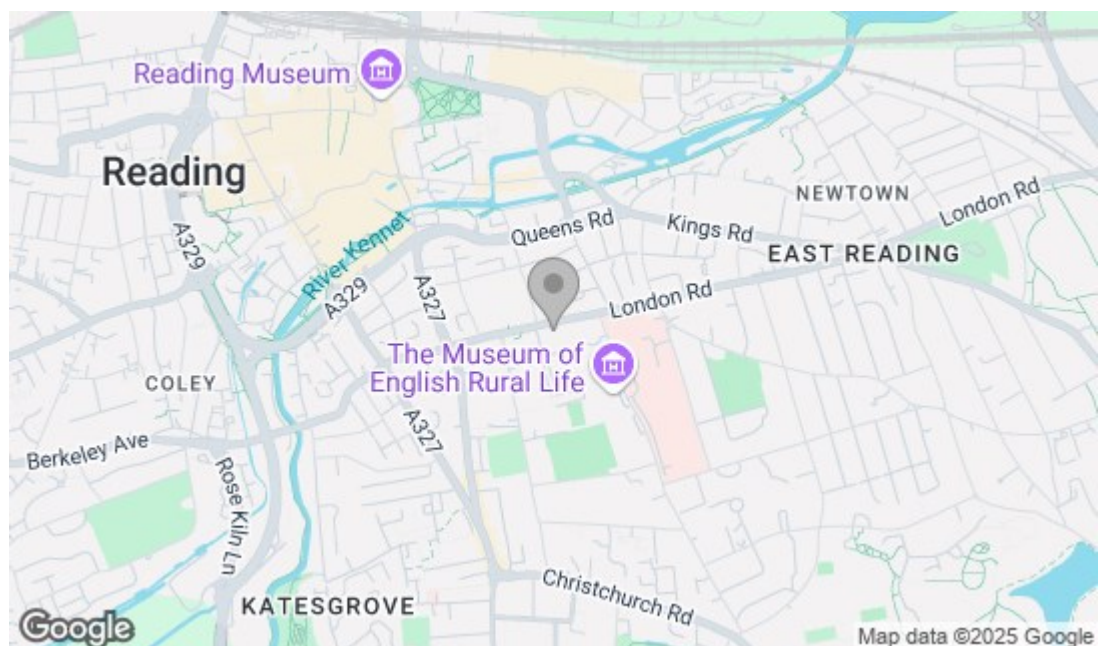 Reading Museum
Reading
NEWTOWN
London Rd
Queens Rd
Kings Rd
EAST READING
River Kennet
A329
A329
A327
London Rd
The Museum of
English Rural Life
COLEY
A327
Berkeley Ave
Rose Kiln Ln
Christchurch Rd
KATESGROVE
Google
Map data ©2025 Google